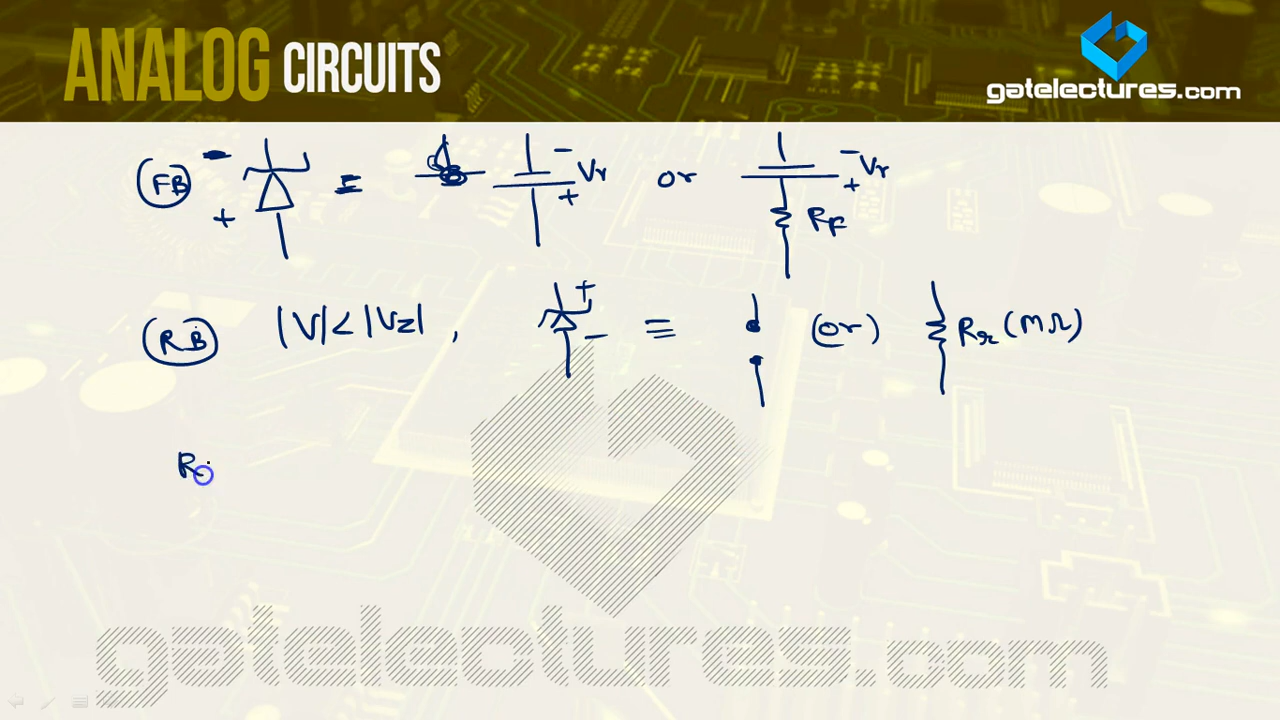 ANALOG CIRCUITS
gatelectures.com
FB - + = - Vr + or - Vr + RF
RB |V| < |Vz| , + - ≡ (or) Rr (MΩ)
R
gatelectures.com